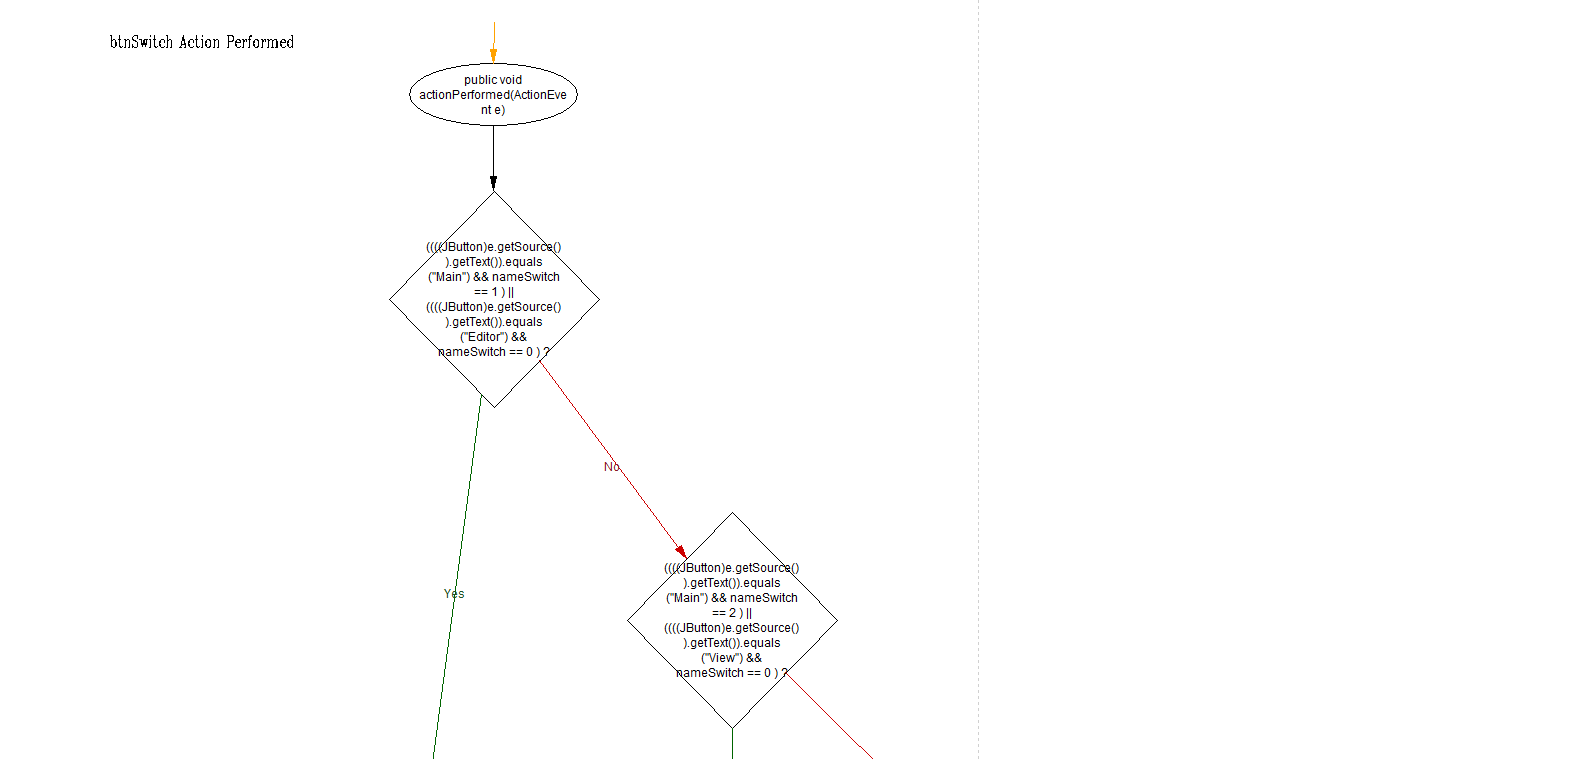 btnSwitch Action Performed
public void
actionPerformed(ActionEve
nt e)
((((JButton)e.getSource()
).getText()).equals
("Main") && nameSwitch
== 1 ) ||
((((JButton)e.getSource()
).getText()).equals
("Editor") &&
nameSwitch == 0 ) ?
No
Yes
((((JButton)e.getSource()
).getText()).equals
("Main") && nameSwitch
== 2 ) ||
((((JButton)e.getSource()
).getText()).equals
("View") &&
nameSwitch == 0 ) ?